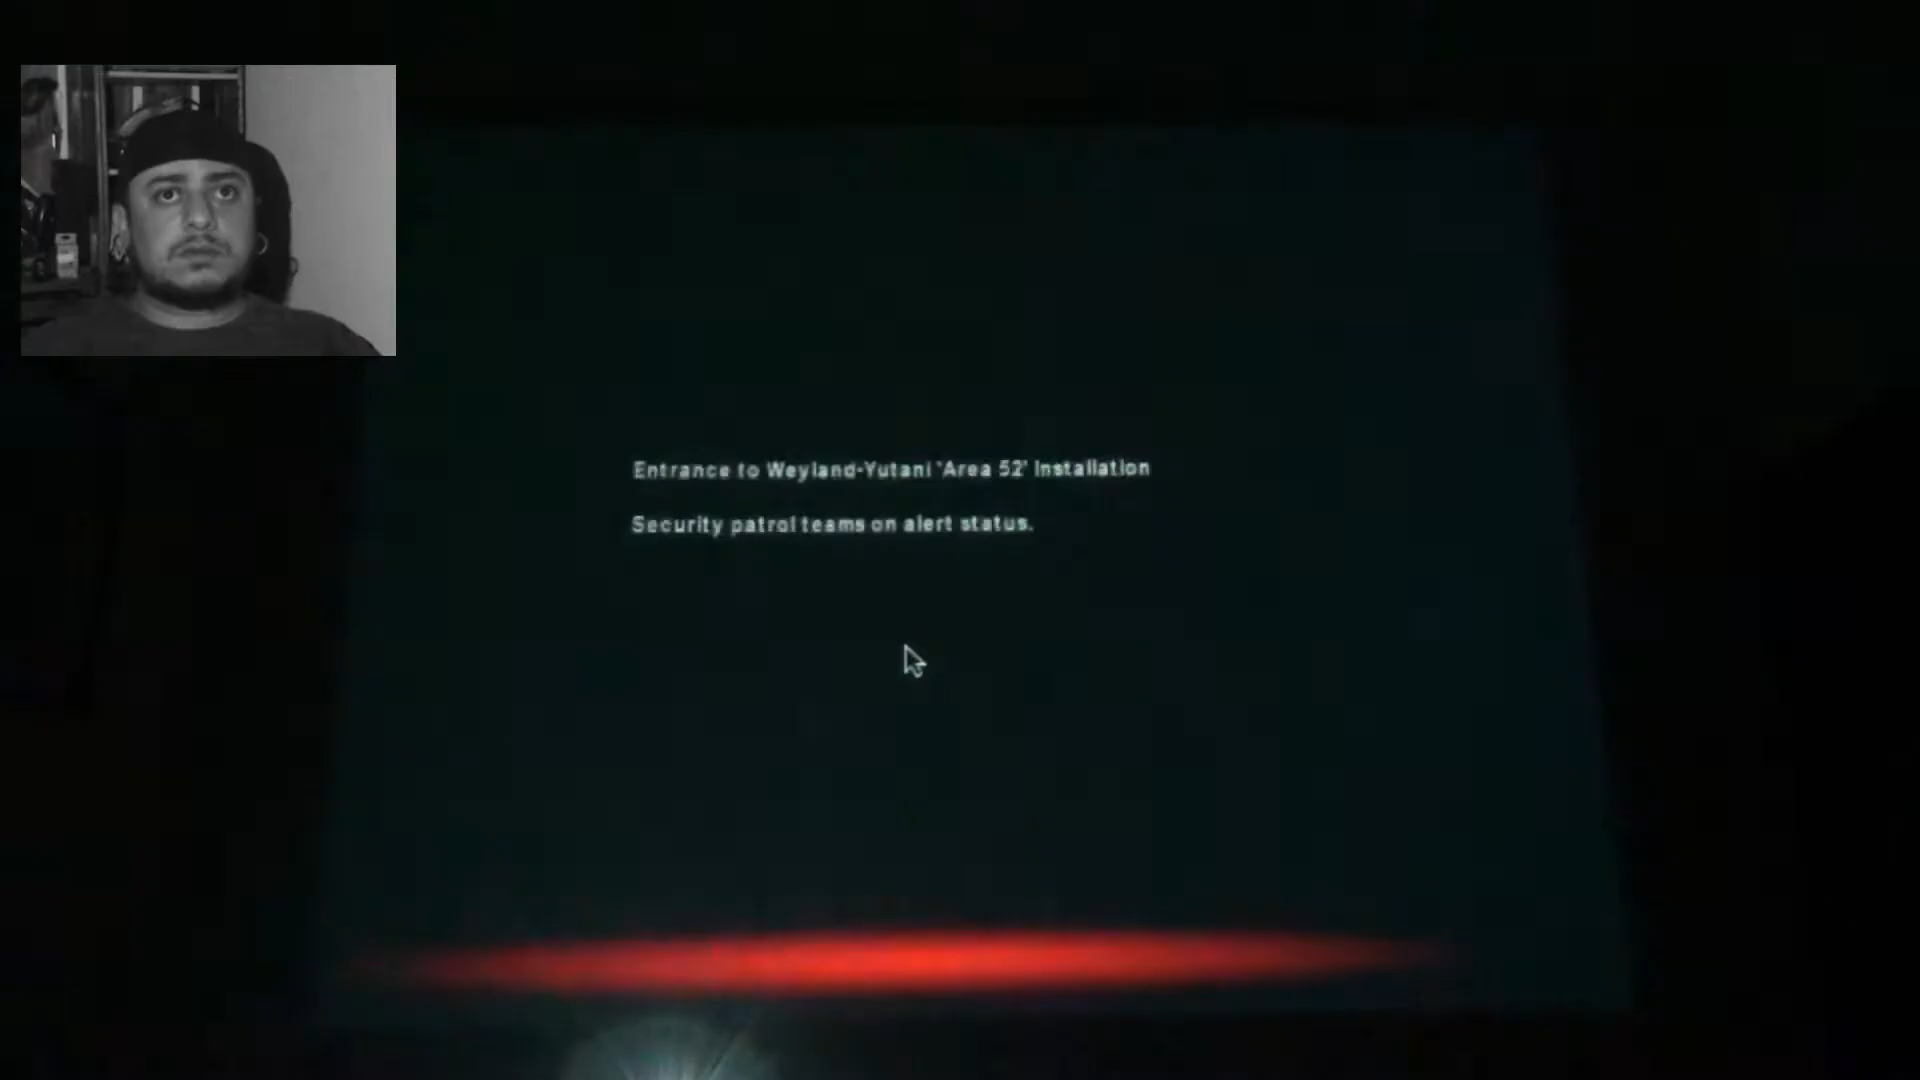 Entrance to Weyland-Yutani 'Area 52' Installation
Security patrol teams on alert status.